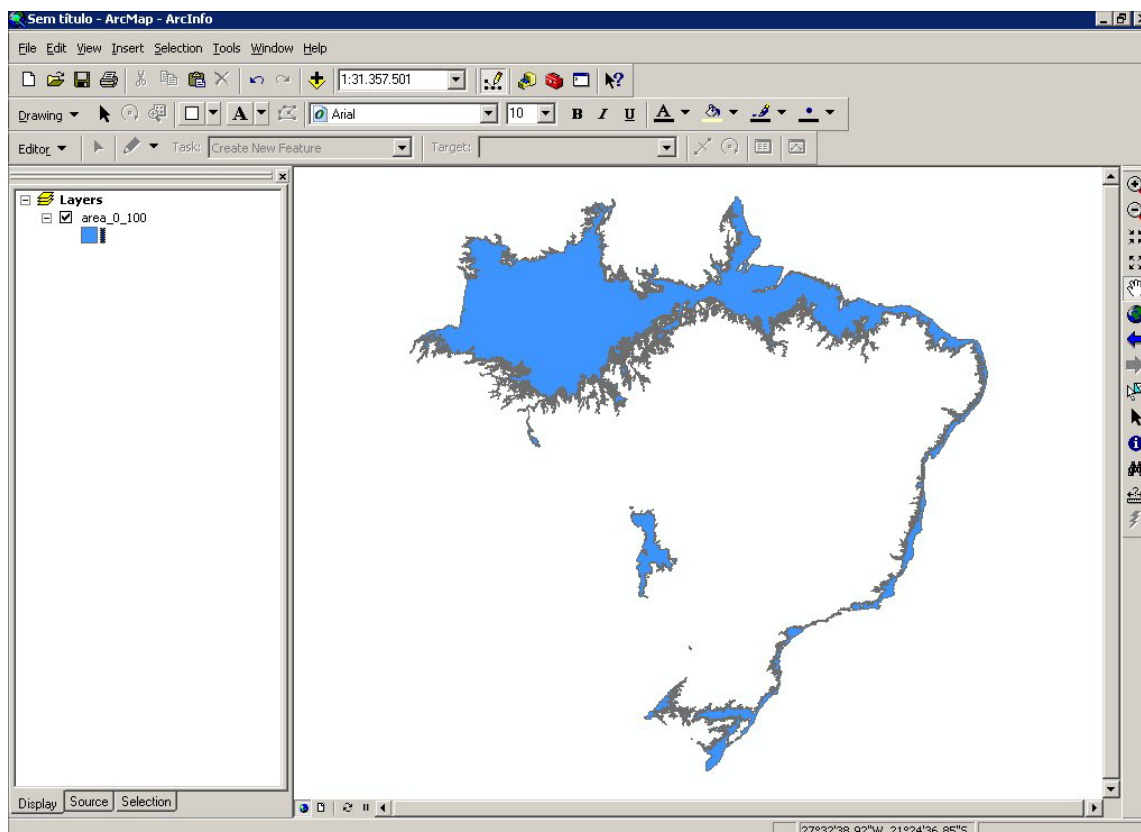 Sem título - ArcMap - ArcInfo
File Edit View Insert Selection Tools Window Help
1:31.357.501
Drawing Arial 10 B I U A
Editor Task: Create New Feature Target:
Layers
area_0_100
Display Source Selection
27°32'38,92"W 21°24'36,85"S